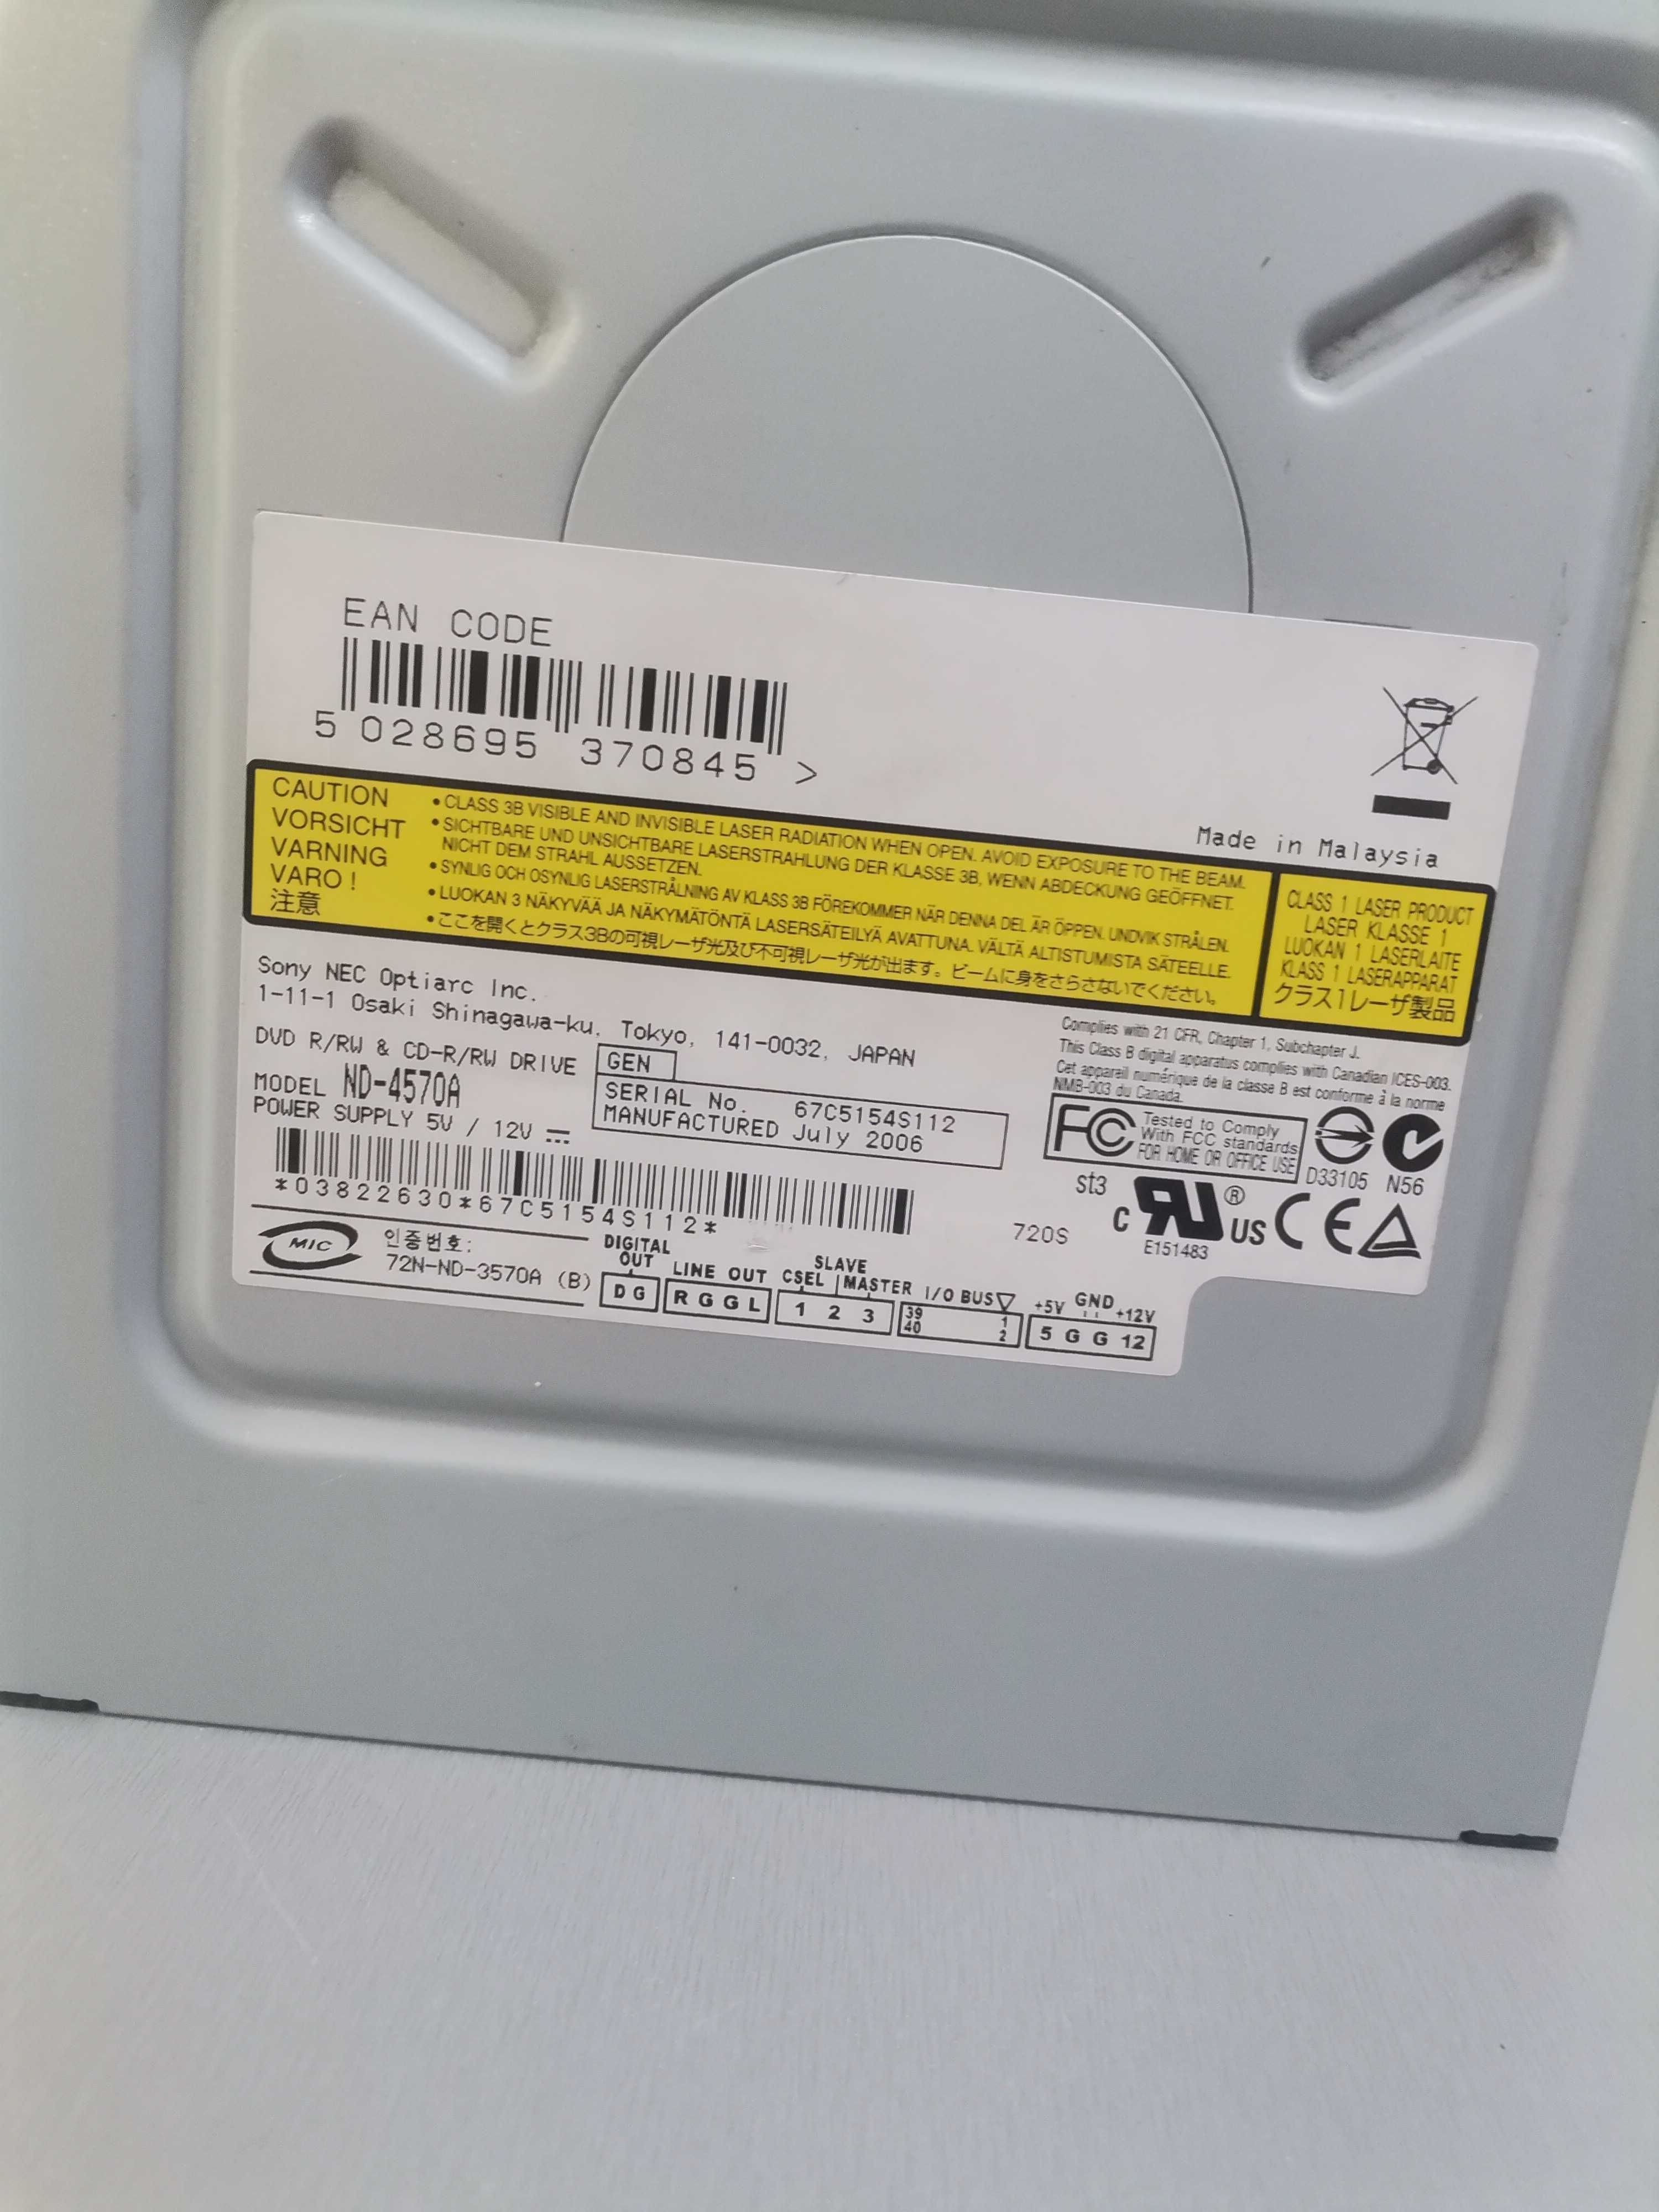 EAN CODE
5 028695 370845 >
Made in Malaysia
CAUTION
VORSICHT
VARNING
VARO !
注意
• CLASS 3B VISIBLE AND INVISIBLE LASER RADIATION WHEN OPEN. AVOID EXPOSURE TO THE BEAM.
• SICHTBARE UND UNSICHTBARE LASERSTRAHLUNG DER KLASSE 3B, WENN ABDECKUNG GEÖFFNET.
NICHT DEM STRAHL AUSSETZEN.
• SYNLIG OCH OSYNLIG LASERSTRÅLNING AV KLASS 3B FÖREKOMMER NÄR DENNA DEL ÄR ÖPPEN. UNDVIK STRÅLEN.
• LUOKAN 3 NÄKYVÄÄ JA NÄKYMÄTÖNTÄ LASERSÄTEILYÄ AVATTUNA. VÄLTÄ ALTISTUMISTA SÄTEELLE.
• ここを開くとクラス3Bの可視レーザ光及び不可視レーザ光が出ます。ビームに身をさらさないでください。
CLASS 1 LASER PRODUCT
LASER KLASSE 1
LUOKAN 1 LASERLAITE
KLASS 1 LASERAPPARAT
クラス1レーザ製品
Sony NEC Optiarc Inc.
1-11-1 Osaki Shinagawa-ku, Tokyo, 141-0032, JAPAN
DVD R/RW & CD-R/RW DRIVE
GEN
MODEL ND-4570A
POWER SUPPLY 5V / 12V
SERIAL No. 67C5154S112
MANUFACTURED July 2006
Complies with 21 CFR, Chapter 1, Subchapter J.
This Class B digital apparatus complies with Canadian ICES-003.
Cet appareil numérique de la classe B est conforme à la norme
NMB-003 du Canada.
FC Tested to Comply
With FCC standards
FOR HOME OR OFFICE USE
D33105 N56
*03822630*67C5154S112*
st3
720S
C RU ® US CE
E151483
MIC
인증번호:
72N-ND-3570A (B)
DIGITAL
OUT
D G
LINE OUT
R G G L
SLAVE
CSEL MASTER
1 2 3
I/O BUS
39 1
40 2
+5V GND +12V
5 G G 12